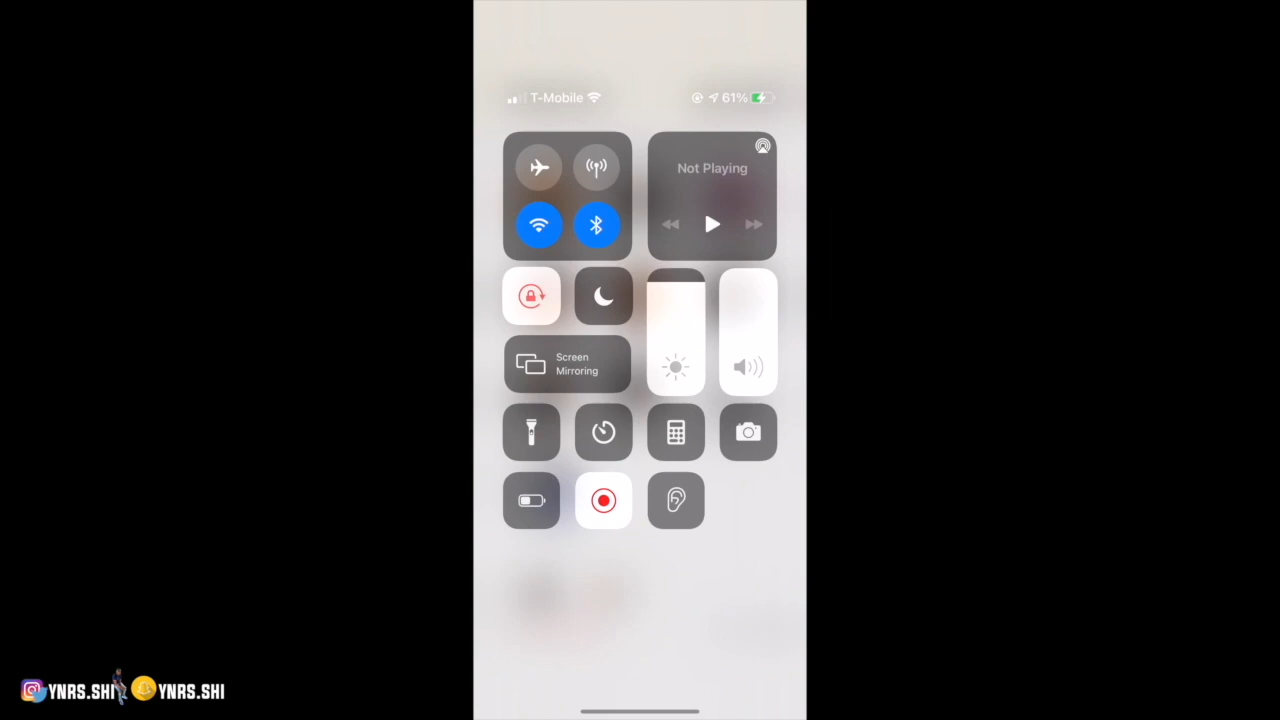 T-Mobile 61%
Not Playing
Screen
Mirroring
YNRS.SHI YNRS.SHI